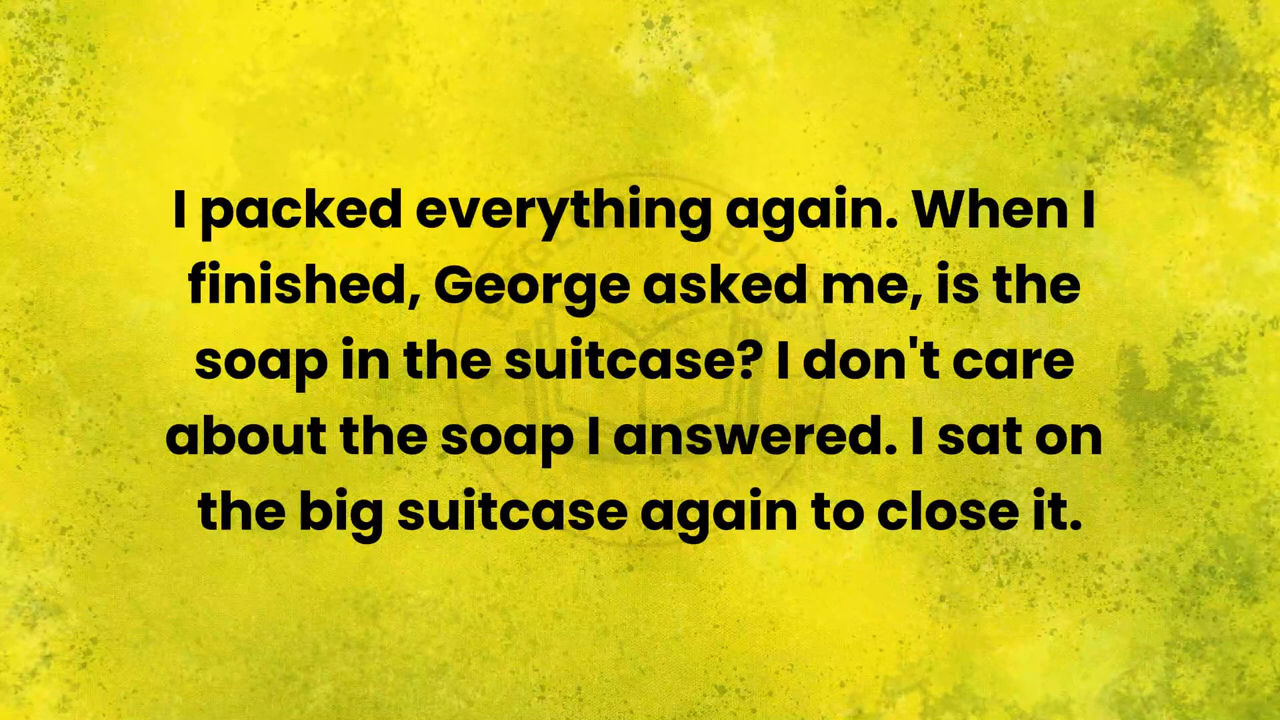 I packed everything again. When I
finished, George asked me, is the
soap in the suitcase? I don't care
about the soap I answered. I sat on
the big suitcase again to close it.